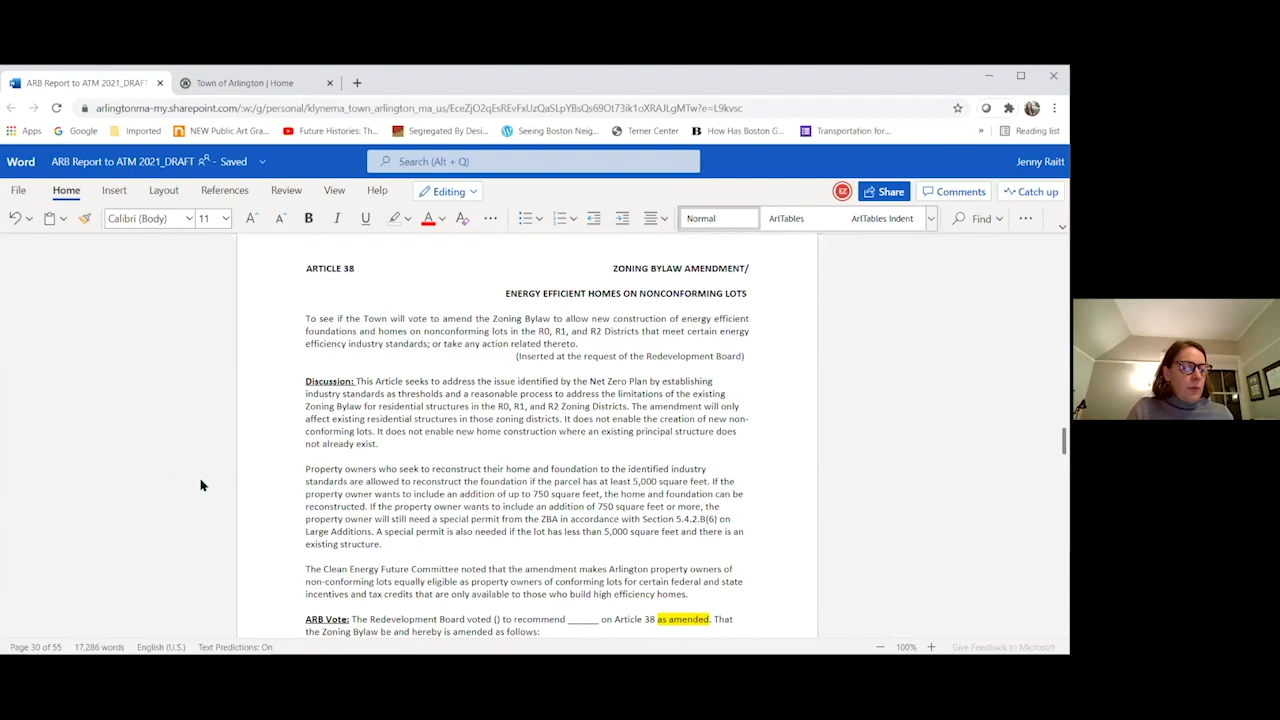 ARB Report to ATM 2021_DRAFT
Town of Arlington | Home
arlingtonma-my.sharepoint.com/:w:/g/personal/klynema_town_arlington_ma_us/EceZjO2qEsREvFxUzQaSLpYBsQs69Ot73ik1oXRAJLgMTw?e=L9kvsc
Apps Google Imported NEW Public Art Gra... Future Histories: Th... Segregated By Desi... Seeing Boston Neig... Terner Center How Has Boston G... Transportation for... » Reading list
Word ARB Report to ATM 2021_DRAFT - Saved Search (Alt + Q) Jenny Raitt
File Home Insert Layout References Review View Help Editing EZ Share Comments Catch up
Calibri (Body) 11 A A B I U A A Normal ArlTables ArlTables Indent Find
ARTICLE 38 ZONING BYLAW AMENDMENT/
ENERGY EFFICIENT HOMES ON NONCONFORMING LOTS
To see if the Town will vote to amend the Zoning Bylaw to allow new construction of energy efficient
foundations and homes on nonconforming lots in the R0, R1, and R2 Districts that meet certain energy
efficiency industry standards; or take any action related thereto.
(Inserted at the request of the Redevelopment Board)
Discussion: This Article seeks to address the issue identified by the Net Zero Plan by establishing
industry standards as thresholds and a reasonable process to address the limitations of the existing
Zoning Bylaw for residential structures in the R0, R1, and R2 Zoning Districts. The amendment will only
affect existing residential structures in those zoning districts. It does not enable the creation of new non-
conforming lots. It does not enable new home construction where an existing principal structure does
not already exist.
Property owners who seek to reconstruct their home and foundation to the identified industry
standards are allowed to reconstruct the foundation if the parcel has at least 5,000 square feet. If the
property owner wants to include an addition of up to 750 square feet, the home and foundation can be
reconstructed. If the property owner wants to include an addition of 750 square feet or more, the
property owner will still need a special permit from the ZBA in accordance with Section 5.4.2.B(6) on
Large Additions. A special permit is also needed if the lot has less than 5,000 square feet and there is an
existing structure.
The Clean Energy Future Committee noted that the amendment makes Arlington property owners of
non-conforming lots equally eligible as property owners of conforming lots for certain federal and state
incentives and tax credits that are only available to those who build high efficiency homes.
ARB Vote: The Redevelopment Board voted () to recommend ______ on Article 38 as amended. That
the Zoning Bylaw be and hereby is amended as follows:
Page 30 of 55 17,286 words English (U.S.) Text Predictions: On 100% Give Feedback to Microsoft